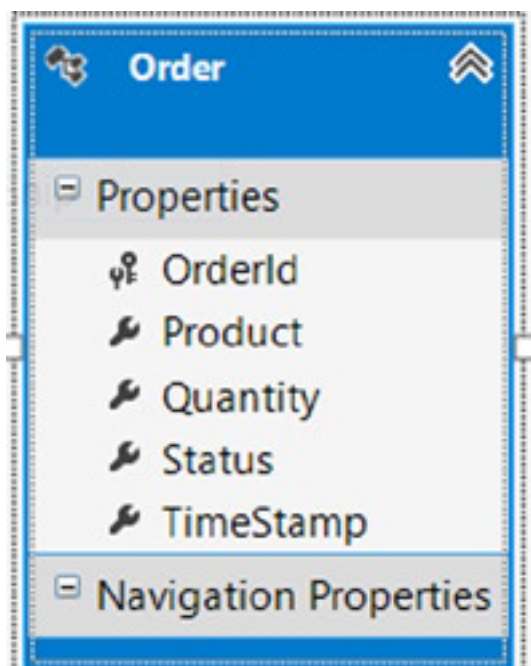 Order
Properties
OrderId
Product
Quantity
Status
TimeStamp
Navigation Properties